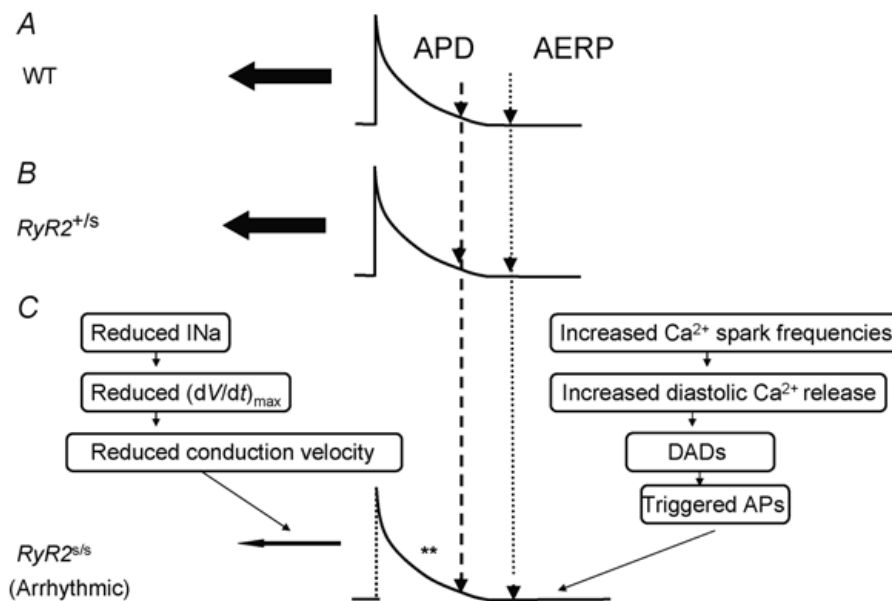 A
APD AERP
WT
B
RyR2+/s
C
Reduced INa
Increased Ca2+ spark frequencies
Reduced (dV/dt)max
Increased diastolic Ca2+ release
Reduced conduction velocity
DADs
Triggered APs
**
RyR2s/s
(Arrhythmic)